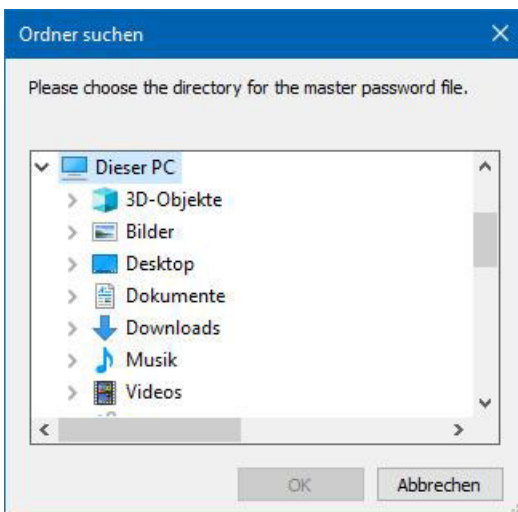 Ordner suchen
Please choose the directory for the master password file.
Dieser PC
3D-Objekte
Bilder
Desktop
Dokumente
Downloads
Musik
Videos
OK
Abbrechen